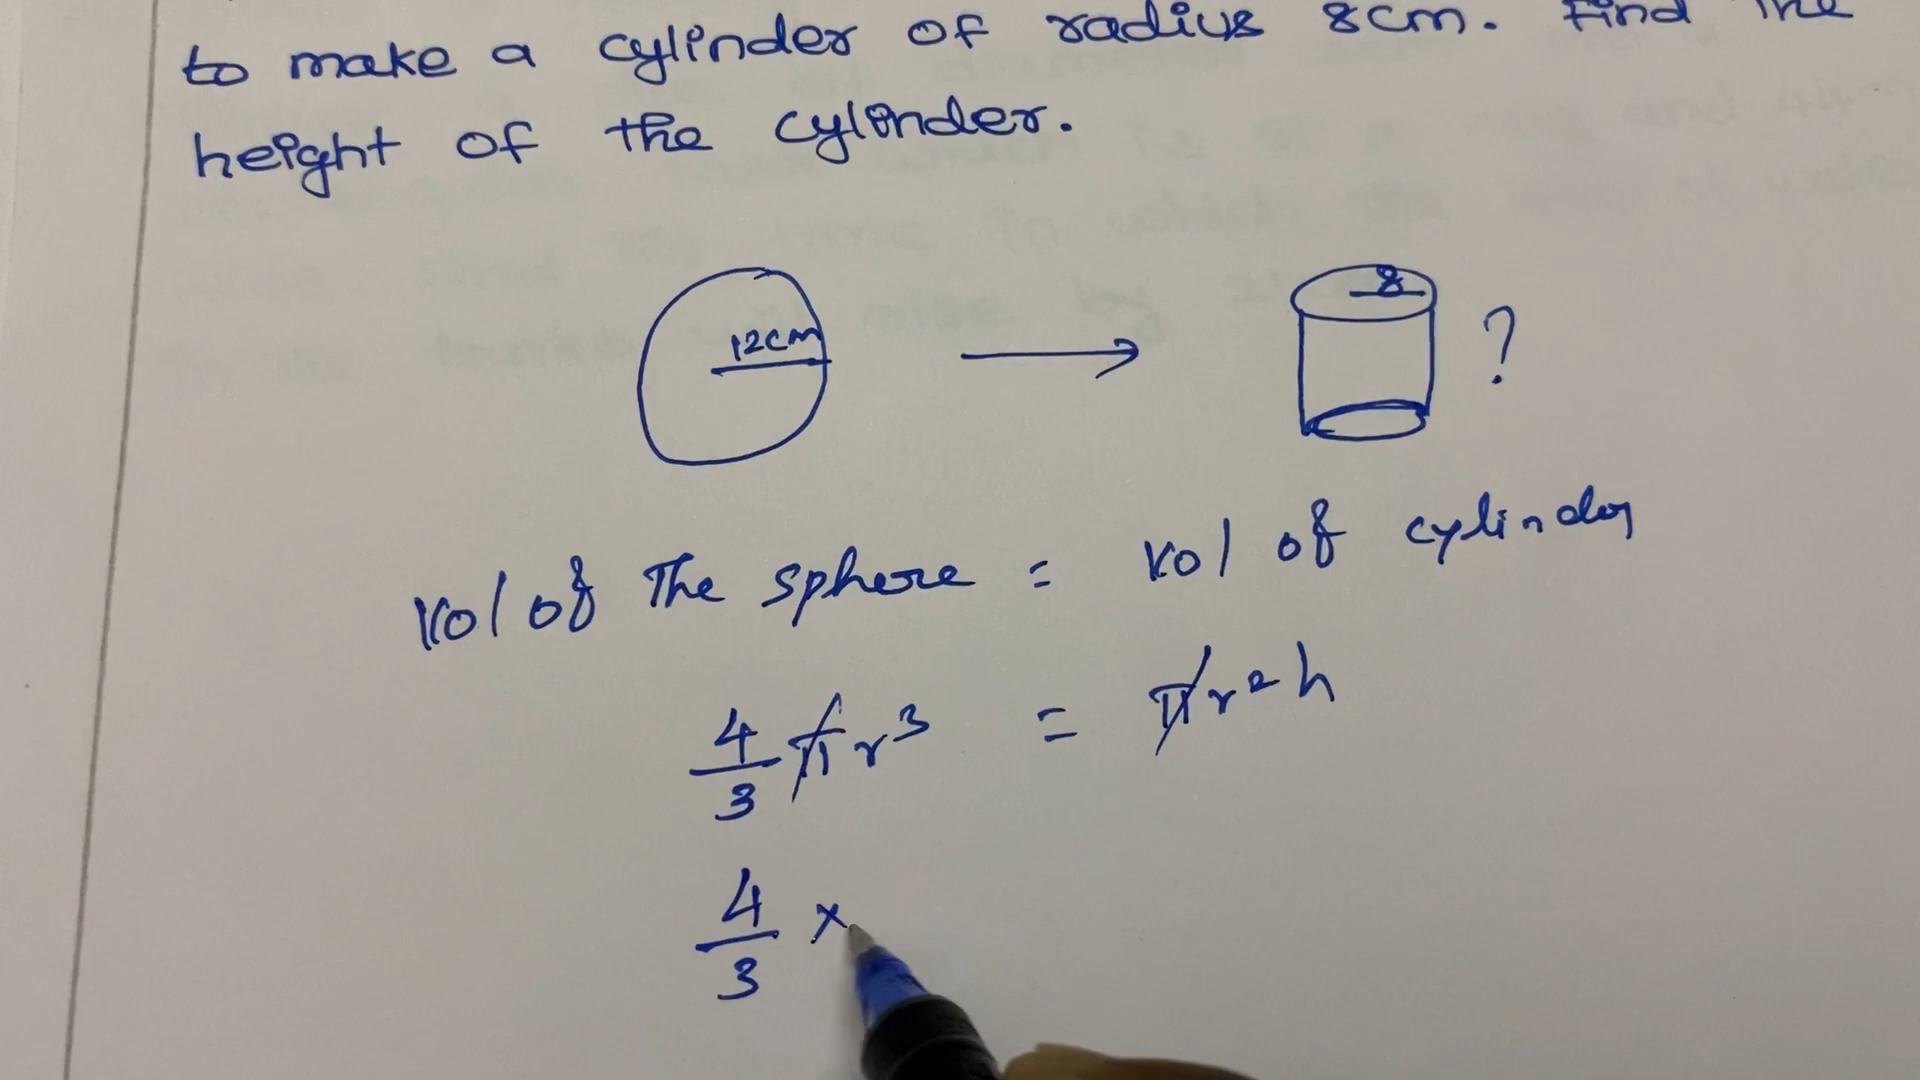 to make a cylinder of radius 8cm. Find the
height of the cylinder.
12cm
8
?
Vol of The sphere = Vol of cylinder
4/3 πr³ = πr²h
4/3 ×